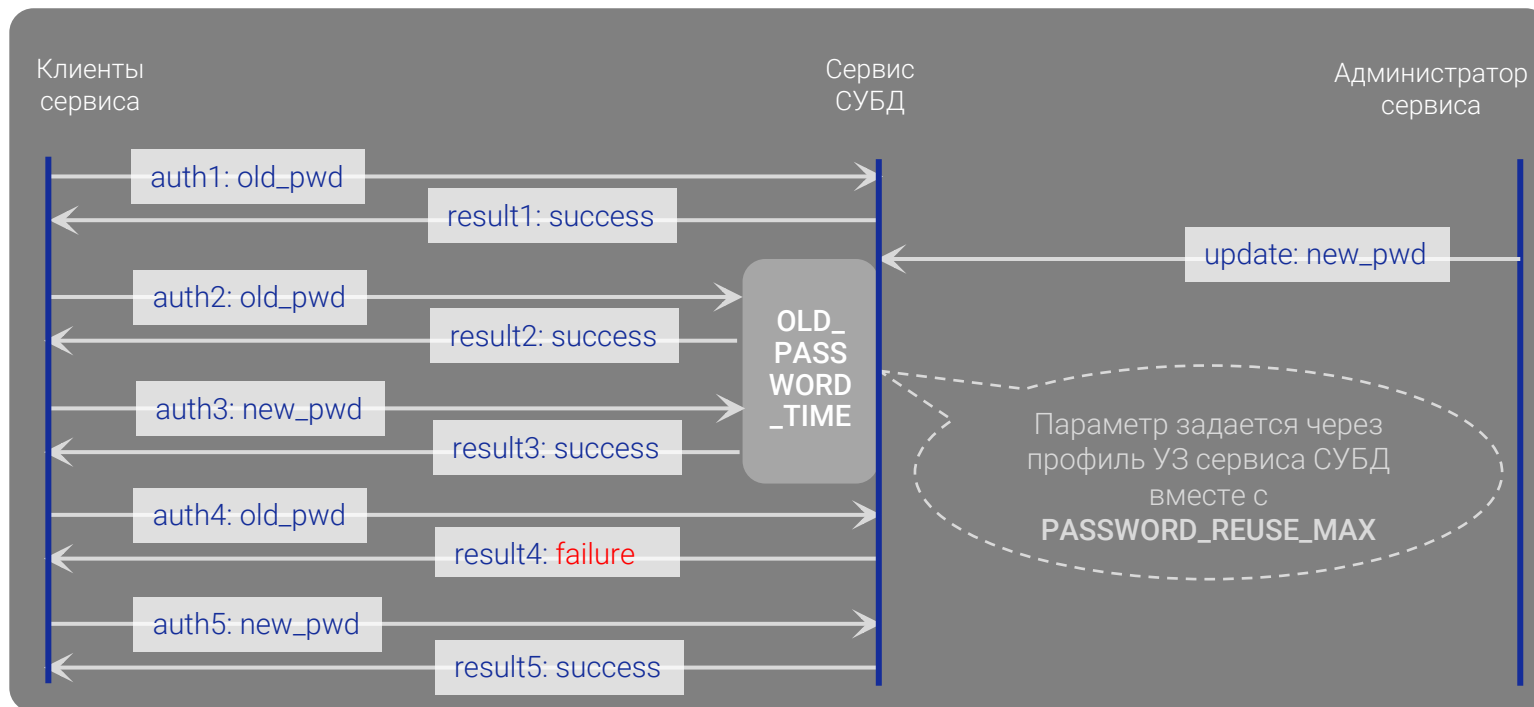 Клиенты
сервиса
Сервис
СУБД
Администратор
сервиса
auth1: old_pwd
result1: success
update: new_pwd
auth2: old_pwd
result2: success
OLD_
PASS
WORD
_TIME
auth3: new_pwd
result3: success
Параметр задается через
профиль УЗ сервиса СУБД
вместе с
PASSWORD_REUSE_MAX
auth4: old_pwd
result4: failure
auth5: new_pwd
result5: success